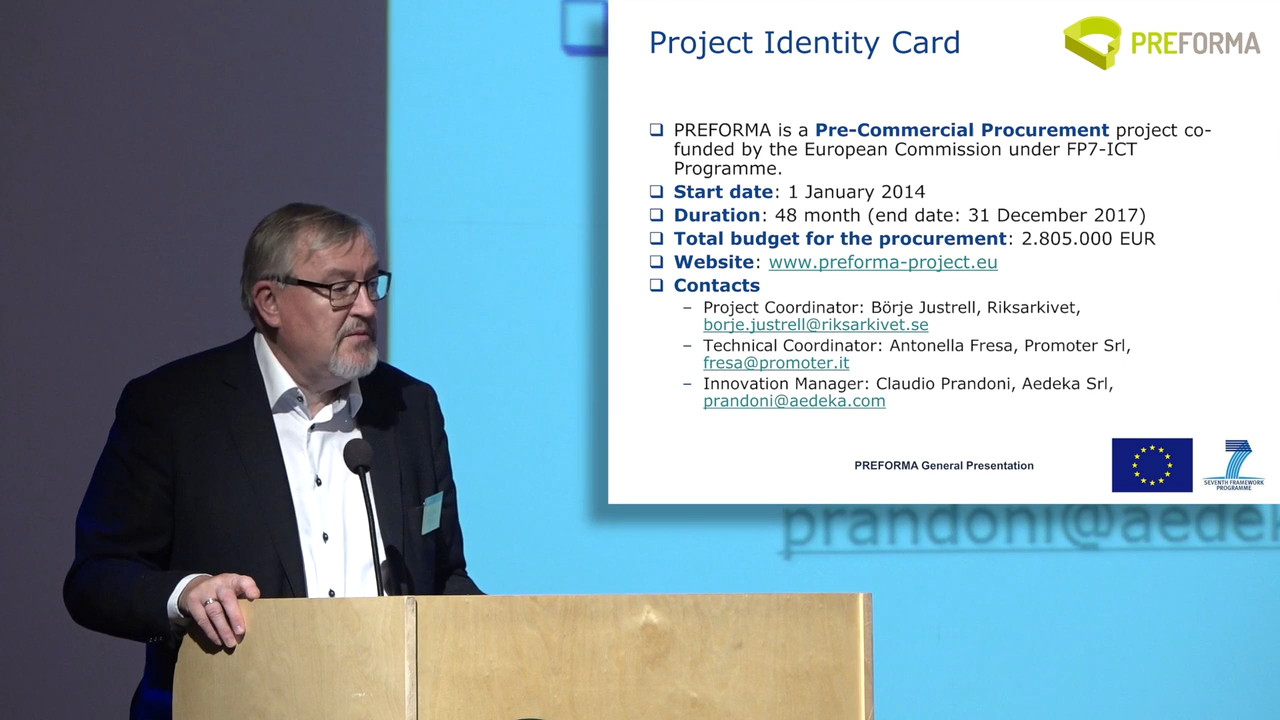 Project Identity Card
PREFORMA
❑ PREFORMA is a Pre-Commercial Procurement project co-
funded by the European Commission under FP7-ICT
Programme.
❑ Start date: 1 January 2014
❑ Duration: 48 month (end date: 31 December 2017)
❑ Total budget for the procurement: 2.805.000 EUR
❑ Website: www.preforma-project.eu
❑ Contacts
– Project Coordinator: Börje Justrell, Riksarkivet,
borje.justrell@riksarkivet.se
– Technical Coordinator: Antonella Fresa, Promoter Srl,
fresa@promoter.it
– Innovation Manager: Claudio Prandoni, Aedeka Srl,
prandoni@aedeka.com
PREFORMA General Presentation
SEVENTH FRAMEWORK
PROGRAMME
prandoni@aedek